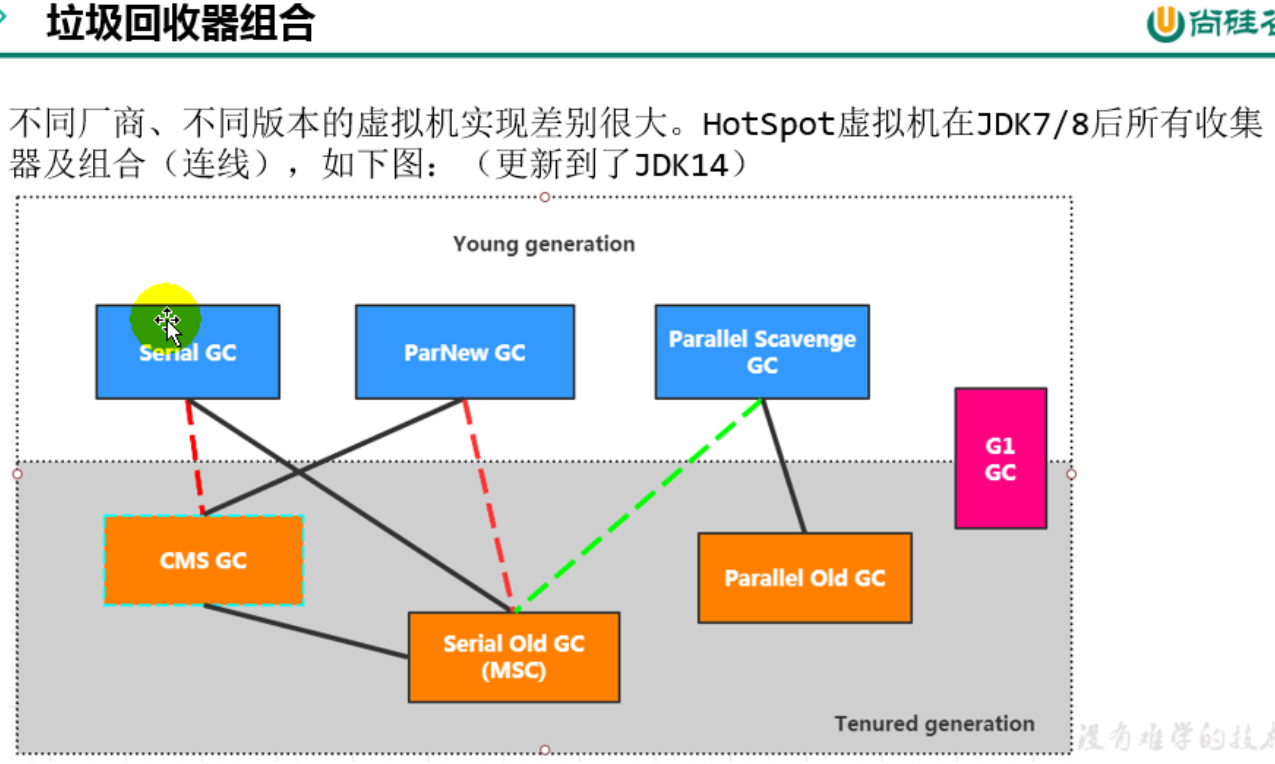 垃圾回收器组合
尚硅
不同厂商、不同版本的虚拟机实现差别很大。HotSpot虚拟机在JDK7/8后所有收集
器及组合（连线），如下图：（更新到了JDK14）
Young generation
Serial GC
ParNew GC
Parallel Scavenge
GC
G1
GC
CMS GC
Parallel Old GC
Serial Old GC
(MSC)
Tenured generation
没有难学的技